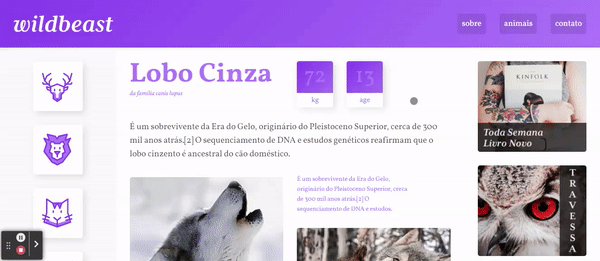 wildbeast
sobre
animais
contato
Lobo Cinza
da família canis lupus
72
kg
13
age
É um sobrevivente da Era do Gelo, originário do Pleistoceno Superior, cerca de 300
mil anos atrás.[2] O sequenciamento de DNA e estudos genéticos reafirmam que o
lobo cinzento é ancestral do cão doméstico.
É um sobrevivente da Era do Gelo,
originário do Pleistoceno Superior, cerca
de 300 mil anos atrás.[2] O
sequenciamento de DNA e estudos.
KINFOLK
Toda Semana
Livro Novo
TRAVESSA